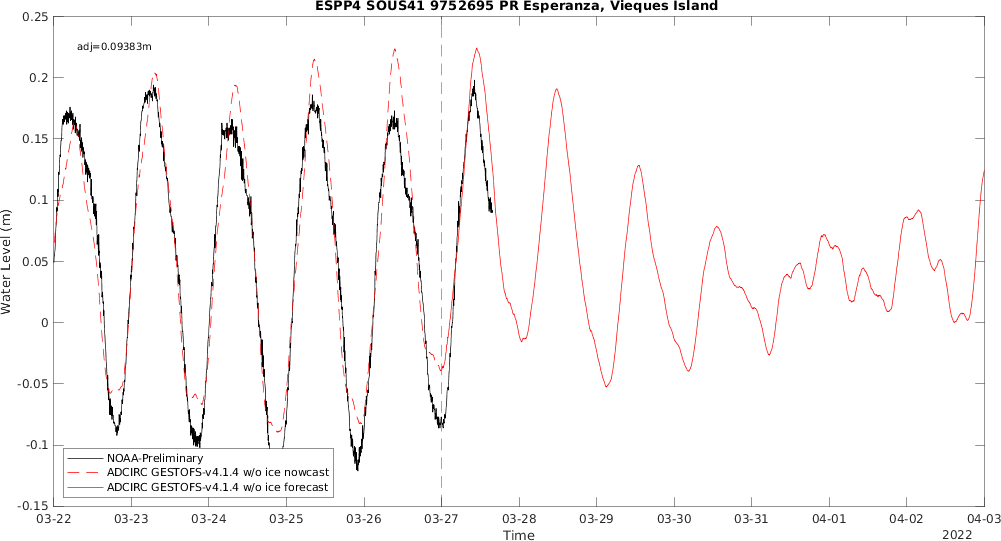 ESPP4 SOUS41 9752695 PR Esperanza, Vieques Island
0.25
adj=0.09383m
0.2
0.15
0.1
0.05
0
-0.05
-0.1
-0.15
Water Level (m)
NOAA-Preliminary
ADCIRC GESTOFS-v4.1.4 w/o ice nowcast
ADCIRC GESTOFS-v4.1.4 w/o ice forecast
03-22 03-23 03-24 03-25 03-26 03-27 03-28 03-29 03-30 03-31 04-01 04-02 04-03
Time
2022